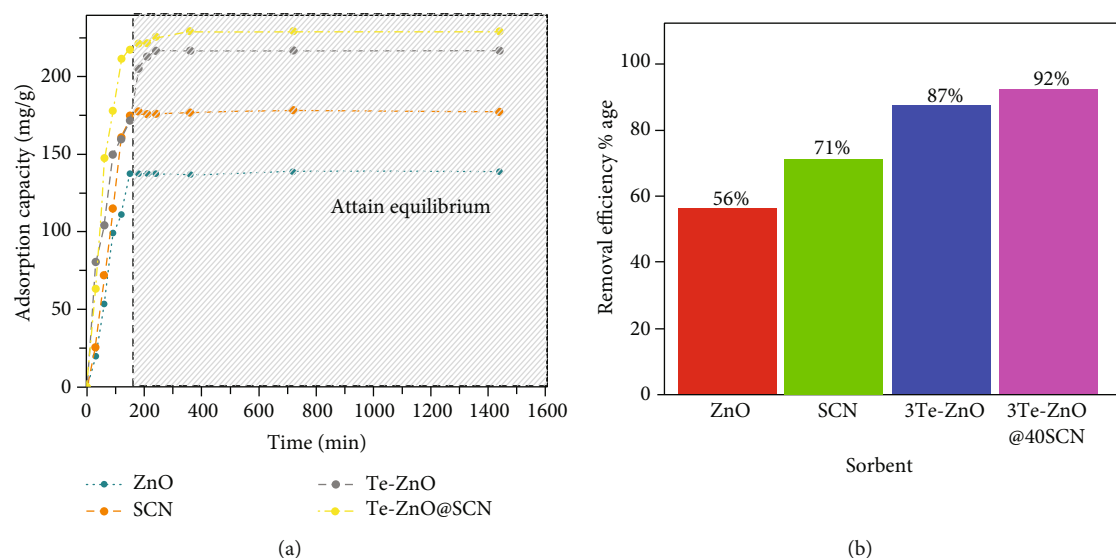 200
150
100
50
0
Adsorption capacity (mg/g)
Attain equilibrium
0 200 400 600 800 1000 1200 1400 1600
Time (min)
ZnO
SCN
Te-ZnO
Te-ZnO@SCN
(a)
100
80
60
40
20
0
Removal efficiency % age
56%
71%
87%
92%
ZnO
SCN
3Te-ZnO
3Te-ZnO
@40SCN
Sorbent
(b)